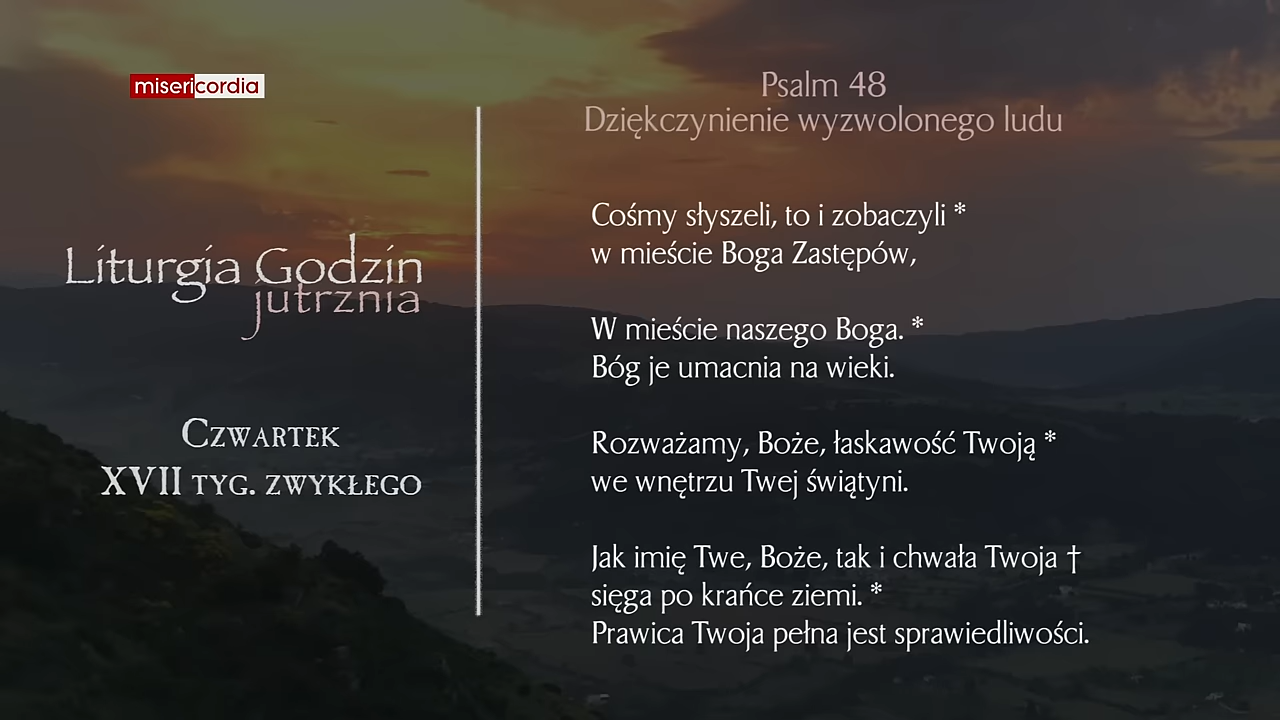 misericordia
Liturgia Godzin
jutrznia
Czwartek
XVII tyg. zwykłego
Psalm 48
Dziękczynienie wyzwolonego ludu
Cośmy słyszeli, to i zobaczyli *
w mieście Boga Zastępów,
W mieście naszego Boga. *
Bóg je umacnia na wieki.
Rozważamy, Boże, łaskawość Twoją *
we wnętrzu Twej świątyni.
Jak imię Twe, Boże, tak i chwała Twoja †
sięga po krańce ziemi. *
Prawica Twoja pełna jest sprawiedliwości.